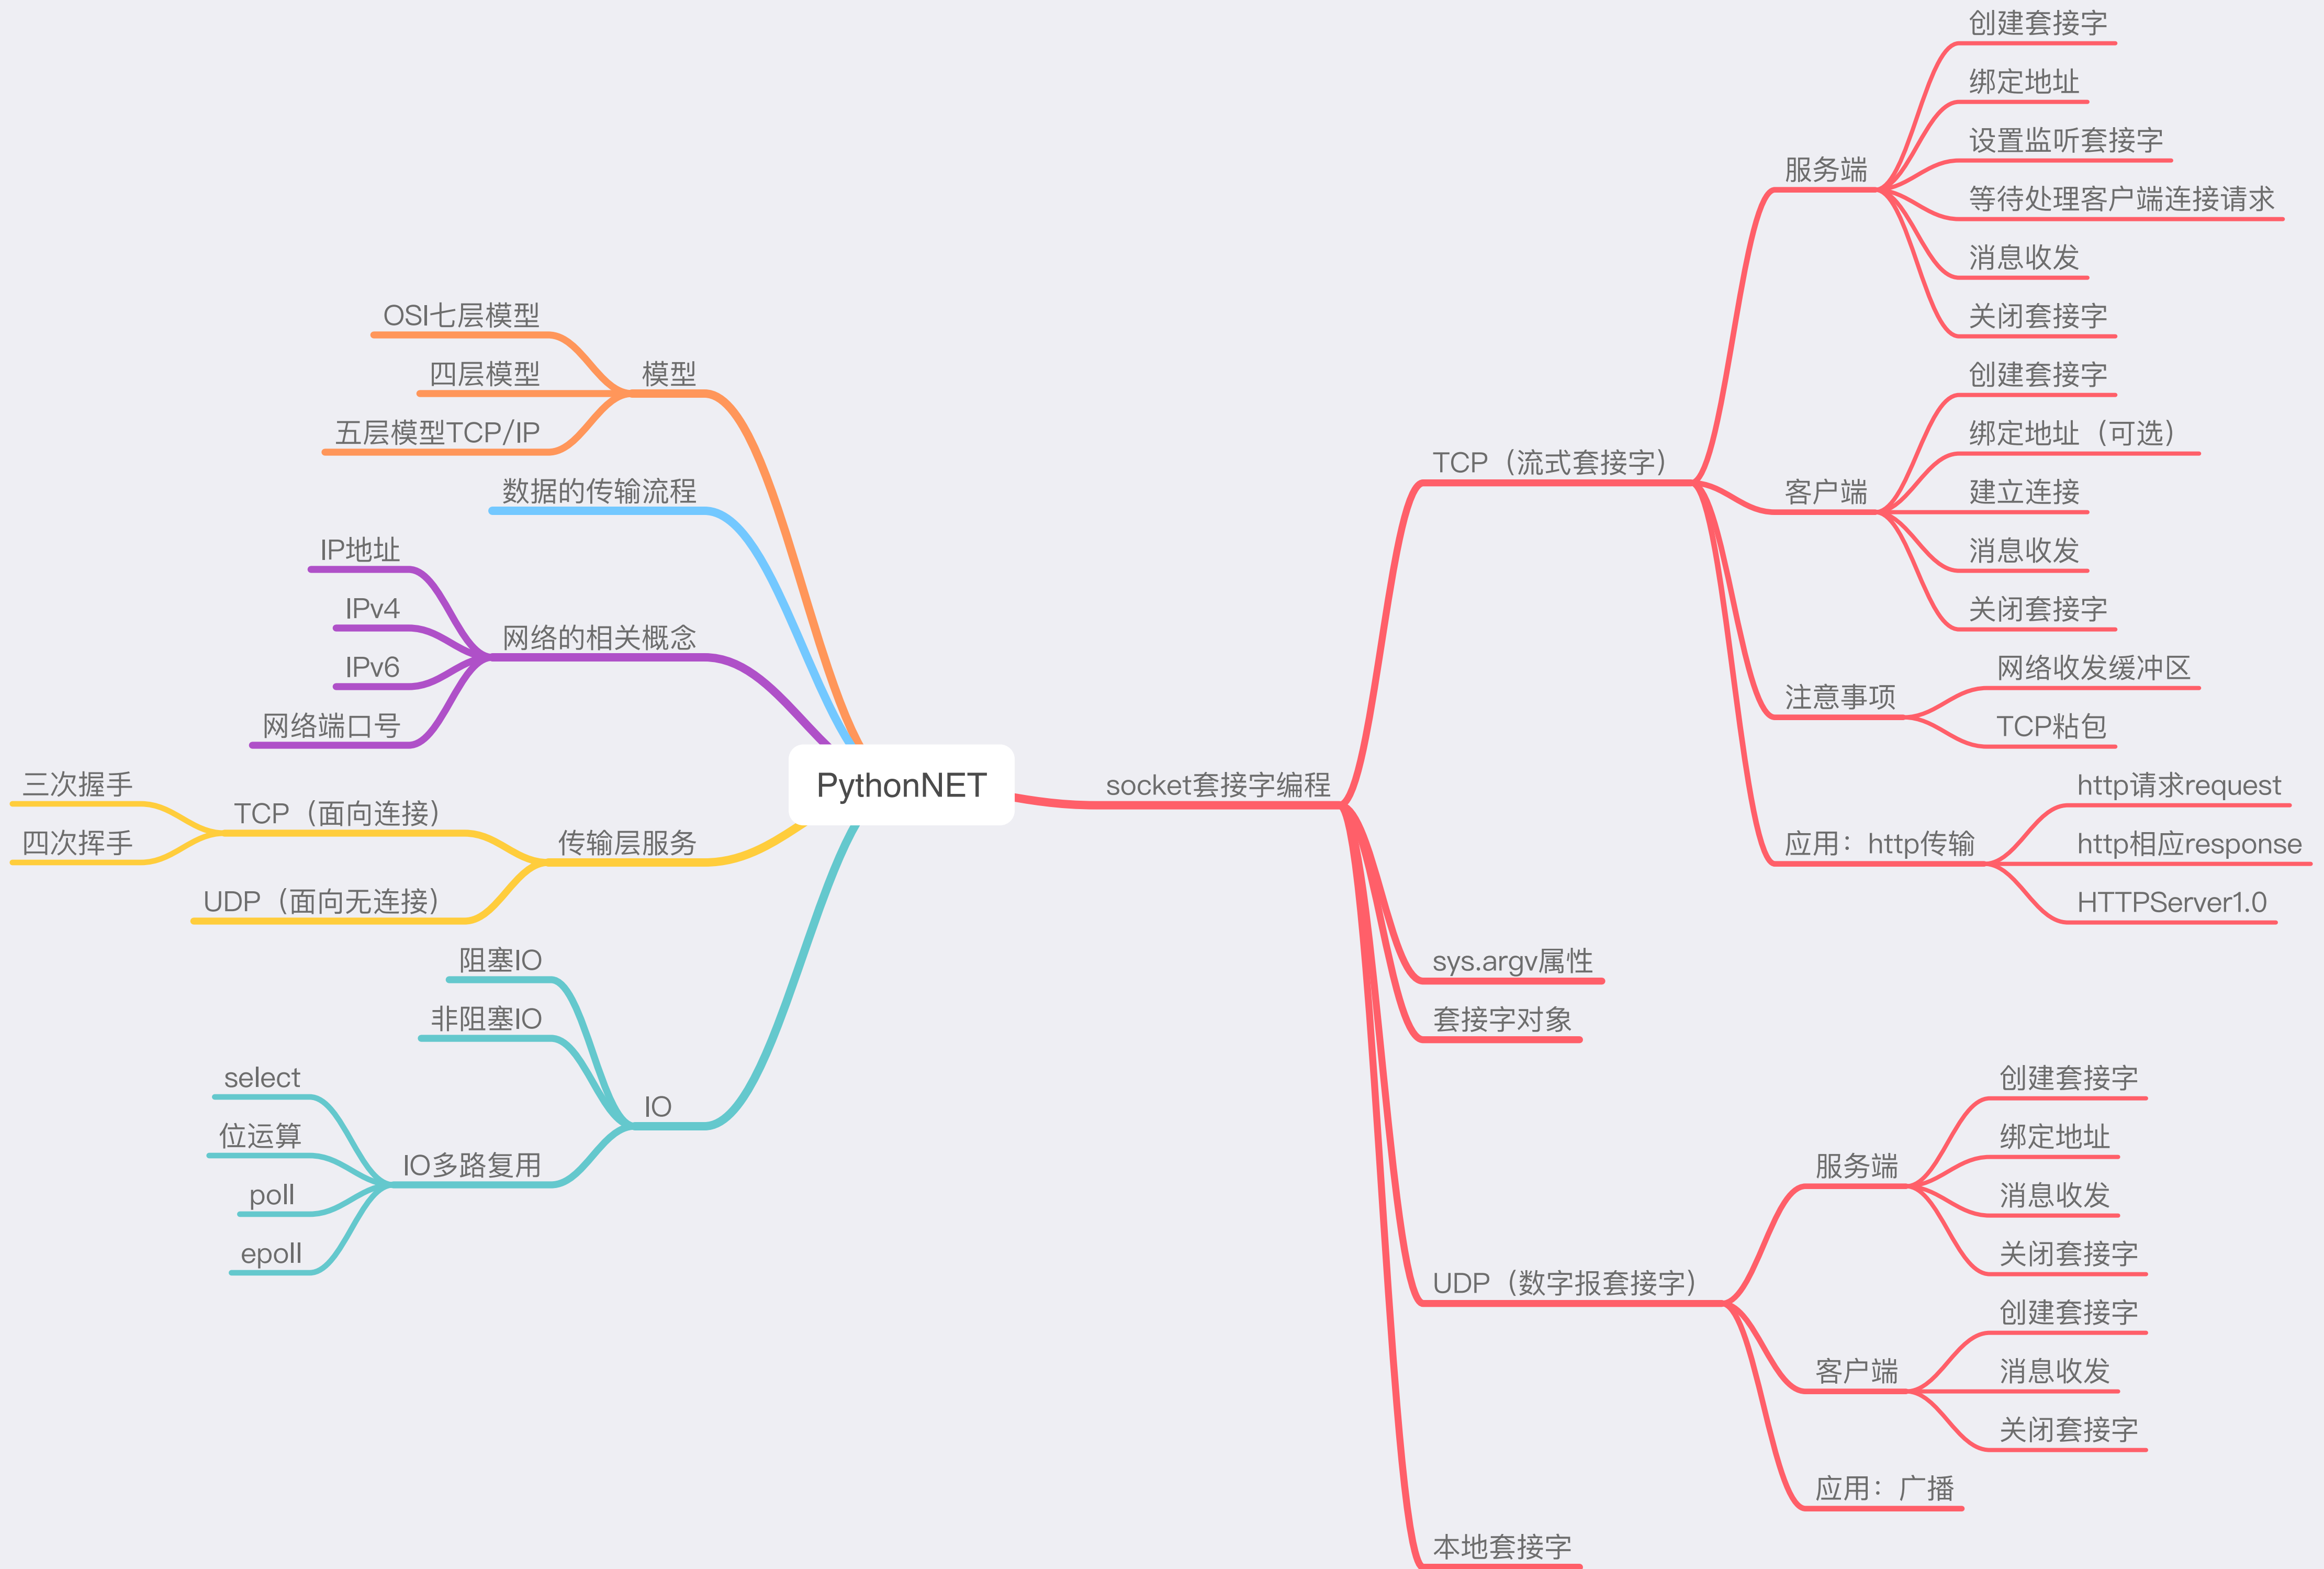 PythonNET
模型
OSI七层模型
四层模型
五层模型TCP/IP
数据的传输流程
网络的相关概念
IP地址
IPv4
IPv6
网络端口号
传输层服务
TCP（面向连接）
三次握手
四次挥手
UDP（面向无连接）
IO
阻塞IO
非阻塞IO
IO多路复用
select
位运算
poll
epoll
socket套接字编程
TCP（流式套接字）
服务端
创建套接字
绑定地址
设置监听套接字
等待处理客户端连接请求
消息收发
关闭套接字
客户端
创建套接字
绑定地址（可选）
建立连接
消息收发
关闭套接字
注意事项
网络收发缓冲区
TCP粘包
应用：http传输
http请求request
http相应response
HTTPServer1.0
sys.argv属性
套接字对象
UDP（数字报套接字）
服务端
创建套接字
绑定地址
消息收发
关闭套接字
客户端
创建套接字
消息收发
关闭套接字
应用：广播
本地套接字